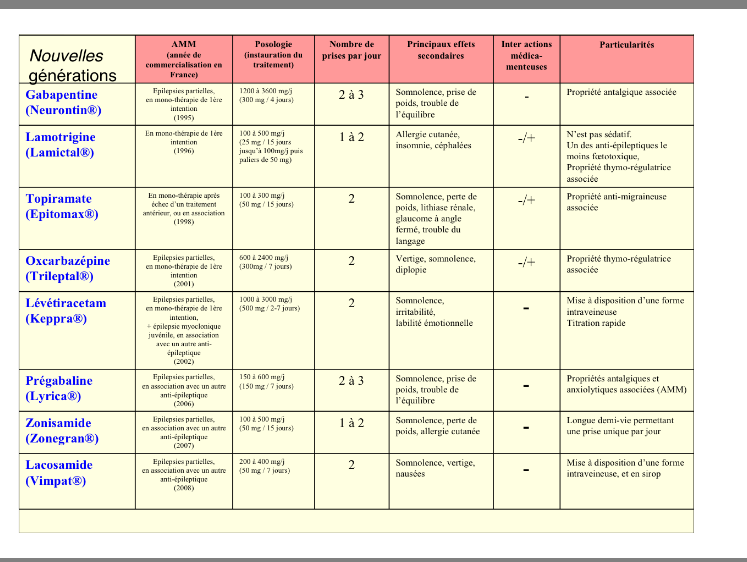 Nouvelles
générations
AMM
(année de
commercialisation en
France)
Posologie
(instauration du
traitement)
Nombre de
prises par jour
Principaux effets
secondaires
Inter actions
médica-
menteuses
Particularités
Gabapentine
(Neurontin®)
Epilepsies partielles,
en mono-thérapie de 1ère
intention
(1995)
1200 à 3600 mg/j
(300 mg / 4 jours)
2 à 3
Somnolence, prise de
poids, trouble de
l'équilibre
-
Propriété antalgique associée
Lamotrigine
(Lamictal®)
En mono-thérapie de 1ère
intention
(1996)
100 à 500 mg/j
(25 mg / 15 jours
jusqu'à 100mg/j puis
paliers de 50 mg)
1 à 2
Allergie cutanée,
insomnie, céphalées
-/+
N'est pas sédatif.
Un des anti-épileptiques le
moins fœtotoxique,
Propriété thymo-régulatrice
associée
Topiramate
(Epitomax®)
En mono-thérapie après
échec d'un traitement
antérieur, ou en association
(1998)
100 à 300 mg/j
(50 mg / 15 jours)
2
Somnolence, perte de
poids, lithiase rénale,
glaucome à angle
fermé, trouble du
langage
-/+
Propriété anti-migraineuse
associée
Oxcarbazépine
(Trileptal®)
Epilepsies partielles,
en mono-thérapie de 1ère
intention
(2001)
600 à 2400 mg/j
(300mg / 7 jours)
2
Vertige, somnolence,
diplopie
-/+
Propriété thymo-régulatrice
associée
Lévétiracetam
(Keppra®)
Epilepsies partielles,
en mono-thérapie de 1ère
intention,
+ épilepsie myoclonique
juvénile, en association
avec un autre anti-
épileptique
(2002)
1000 à 3000 mg/j
(500 mg / 2-7 jours)
2
Somnolence,
irritabilité,
labilité émotionnelle
-
Mise à disposition d'une forme
intraveineuse
Titration rapide
Prégabaline
(Lyrica®)
Epilepsies partielles,
en association avec un autre
anti-épileptique
(2006)
150 à 600 mg/j
(150 mg / 7 jours)
2 à 3
Somnolence, prise de
poids, trouble de
l'équilibre
-
Propriétés antalgiques et
anxiolytiques associées (AMM)
Zonisamide
(Zonegran®)
Epilepsies partielles,
en association avec un autre
anti-épileptique
(2007)
100 à 500 mg/j
(50 mg / 15 jours)
1 à 2
Somnolence, perte de
poids, allergie cutanée
-
Longue demi-vie permettant
une prise unique par jour
Lacosamide
(Vimpat®)
Epilepsies partielles,
en association avec un autre
anti-épileptique
(2008)
200 à 400 mg/j
(50 mg / 7 jours)
2
Somnolence, vertige,
nausées
-
Mise à disposition d'une forme
intraveineuse, et en sirop